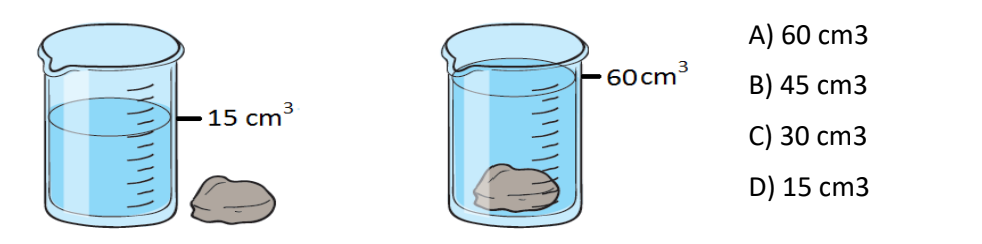 15 cm³
60 cm³
A) 60 cm3
B) 45 cm3
C) 30 cm3
D) 15 cm3